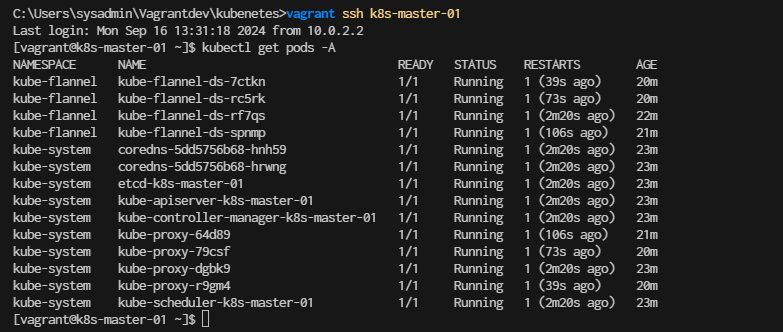 C:\Users\sysadmin\Vagrantdev\kubenetes>vagrant ssh k8s-master-01
Last login: Mon Sep 16 13:31:18 2024 from 10.0.2.2
[vagrant@k8s-master-01 ~]$ kubectl get pods -A
NAMESPACE NAME READY STATUS RESTARTS AGE
kube-flannel kube-flannel-ds-7ctkn 1/1 Running 1 (39s ago) 20m
kube-flannel kube-flannel-ds-rc5rk 1/1 Running 1 (73s ago) 20m
kube-flannel kube-flannel-ds-rf7qs 1/1 Running 1 (2m20s ago) 22m
kube-flannel kube-flannel-ds-spnmp 1/1 Running 1 (106s ago) 21m
kube-system coredns-5dd5756b68-hnh59 1/1 Running 1 (2m20s ago) 23m
kube-system coredns-5dd5756b68-hrwng 1/1 Running 1 (2m20s ago) 23m
kube-system etcd-k8s-master-01 1/1 Running 1 (2m20s ago) 23m
kube-system kube-apiserver-k8s-master-01 1/1 Running 1 (2m20s ago) 23m
kube-system kube-controller-manager-k8s-master-01 1/1 Running 1 (2m20s ago) 23m
kube-system kube-proxy-64d89 1/1 Running 1 (106s ago) 21m
kube-system kube-proxy-79csf 1/1 Running 1 (73s ago) 20m
kube-system kube-proxy-dgbk9 1/1 Running 1 (2m20s ago) 23m
kube-system kube-proxy-r9gm4 1/1 Running 1 (39s ago) 20m
kube-system kube-scheduler-k8s-master-01 1/1 Running 1 (2m20s ago) 23m
[vagrant@k8s-master-01 ~]$